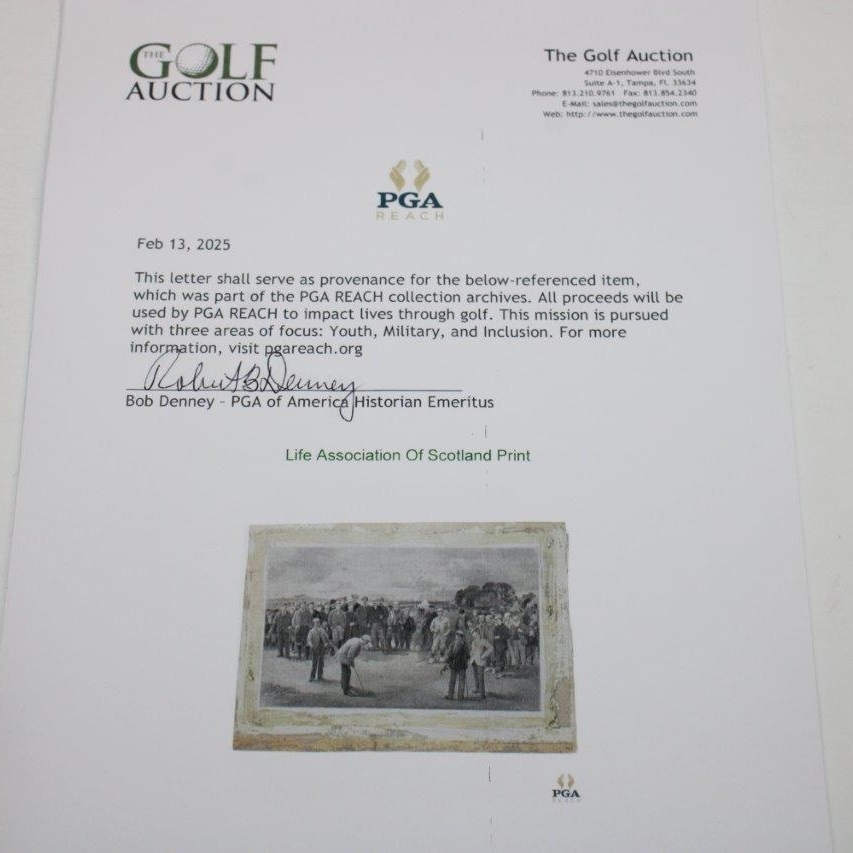 THE
GOLF
AUCTION
The Golf Auction
4710 Eisenhower Blvd South
Suite A-1, Tampa, FL 33634
Phone: 813.210.9761 Fax: 813.854.2340
E-Mail: sales@thegolfauction.com
Web: http://www.thegolfauction.com
PGA
REACH
Feb 13, 2025
This letter shall serve as provenance for the below-referenced item,
which was part of the PGA REACH collection archives. All proceeds will be
used by PGA REACH to impact lives through golf. This mission is pursued
with three areas of focus: Youth, Military, and Inclusion. For more
information, visit pgareach.org
Robert B Denney
Bob Denney - PGA of America Historian Emeritus
Life Association Of Scotland Print
PGA
REACH